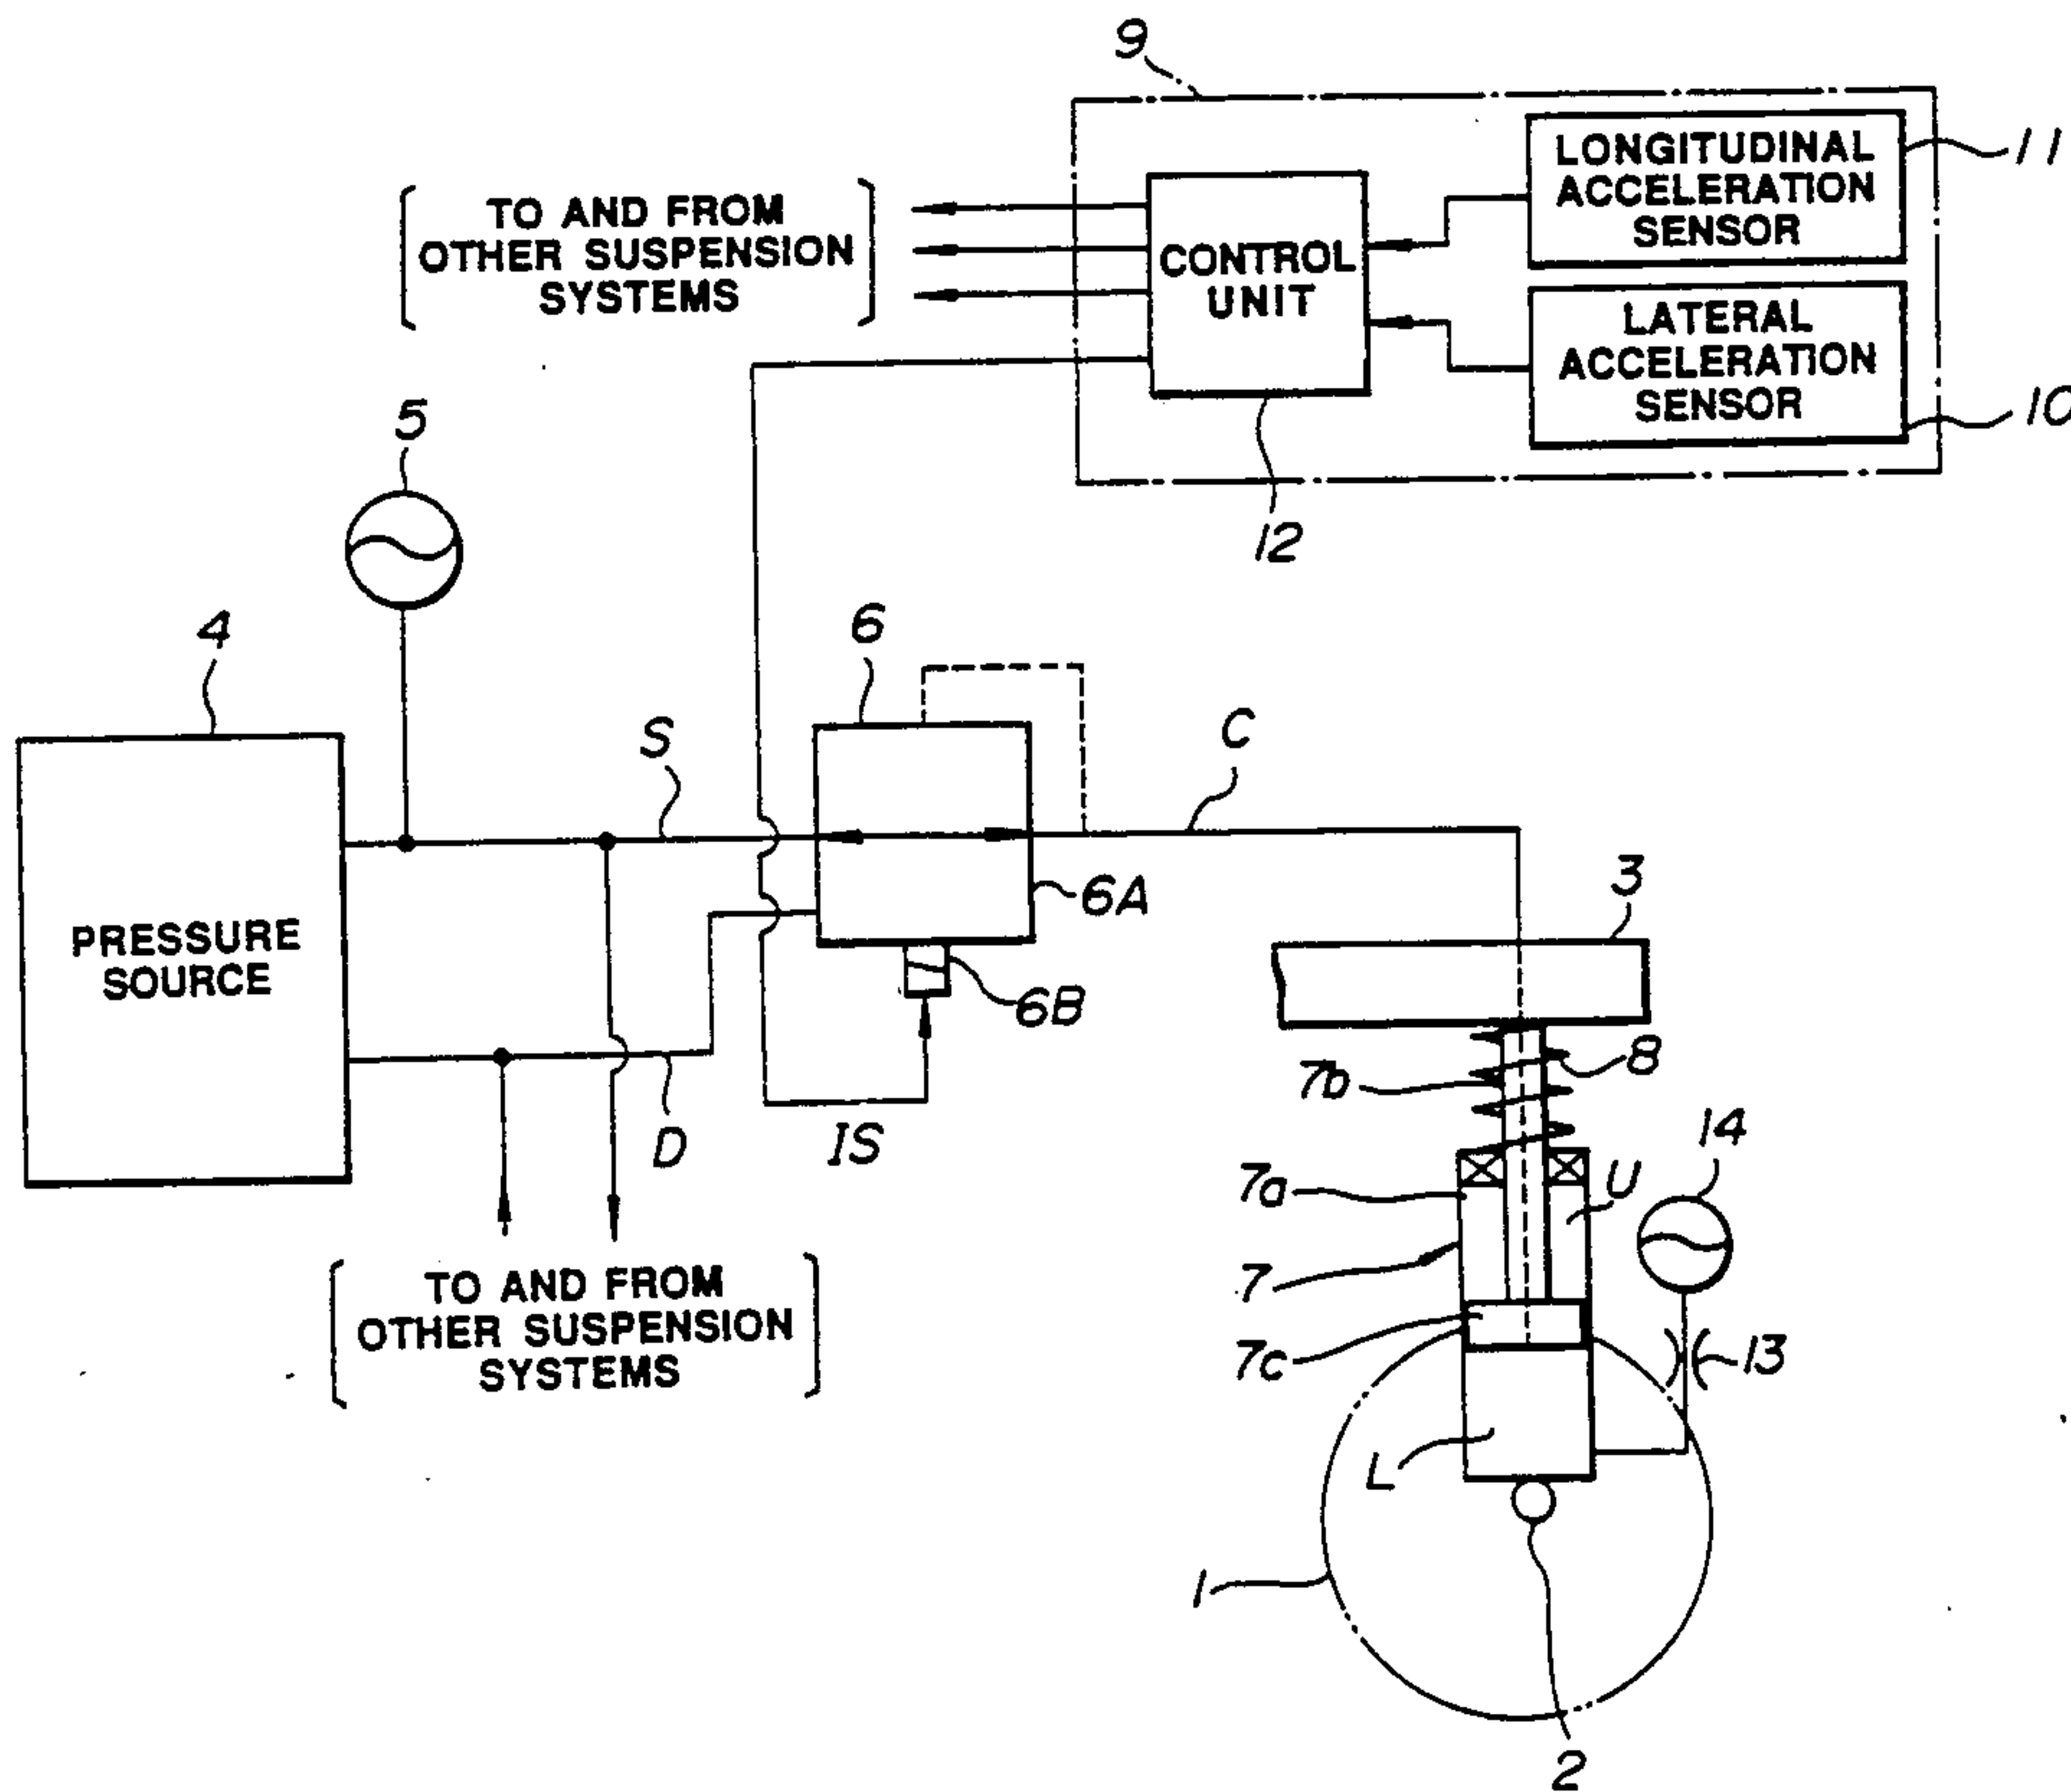 9
LONGITUDINAL
ACCELERATION
SENSOR
11
TO AND FROM
OTHER SUSPENSION
SYSTEMS
CONTROL
UNIT
LATERAL
ACCELERATION
SENSOR
10
5
12
4
6
S
C
6A
3
PRESSURE
SOURCE
6B
7b
8
D
IS
14
7a
U
7
TO AND FROM
OTHER SUSPENSION
SYSTEMS
7c
13
L
1
2